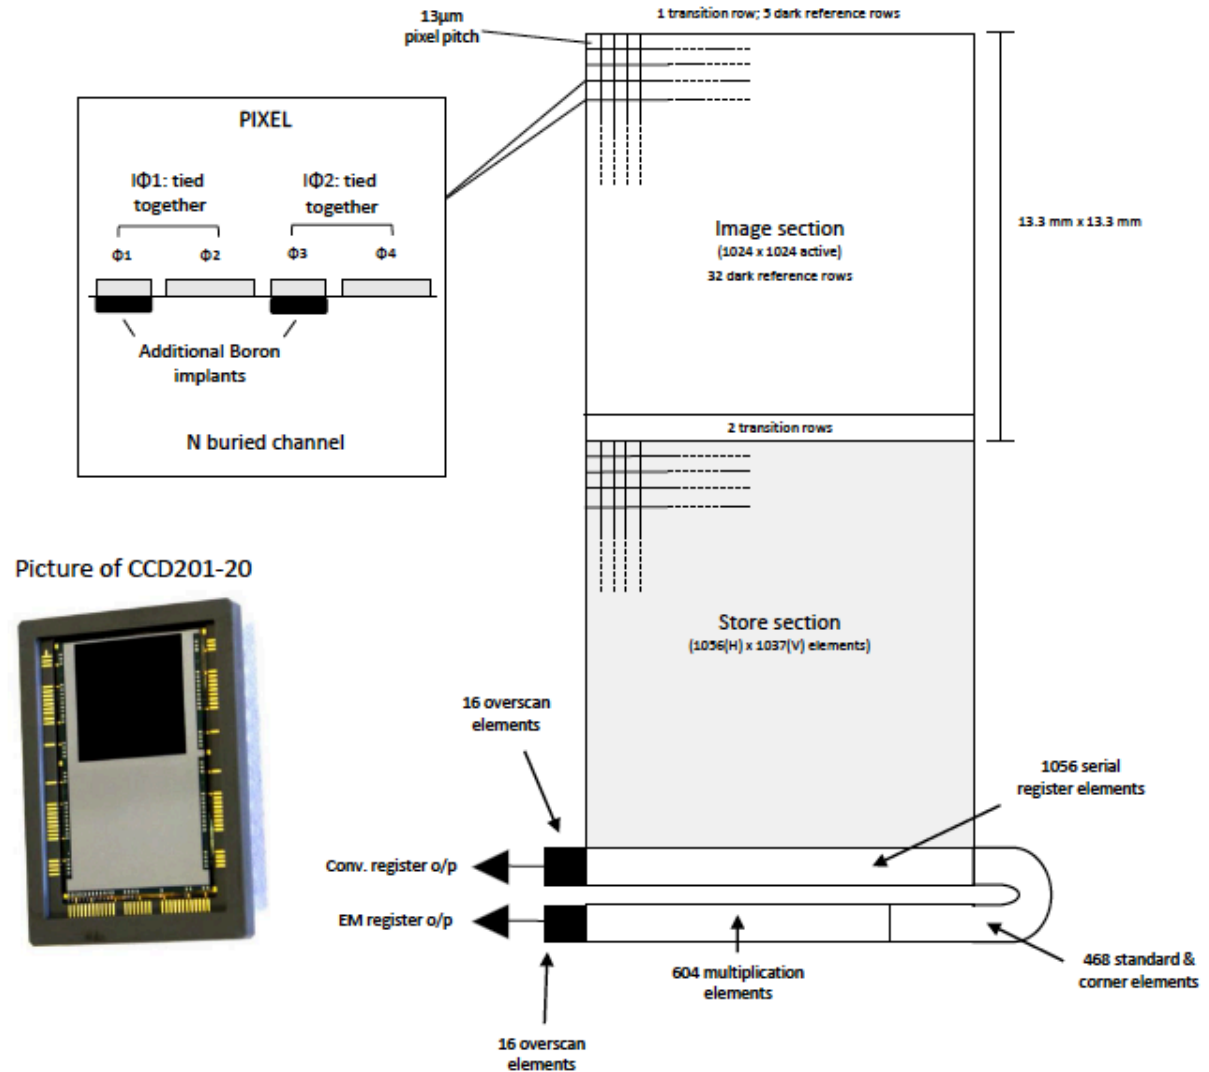 1 transition row; 5 dark reference rows
13µm
pixel pitch
PIXEL
IΦ1: tied
together
IΦ2: tied
together
Φ1
Φ2
Φ3
Φ4
Additional Boron
implants
N buried channel
Image section
(1024 x 1024 active)
32 dark reference rows
13.3 mm x 13.3 mm
2 transition rows
Picture of CCD201-20
Store section
(1056(H) x 1037(V) elements)
16 overscan
elements
1056 serial
register elements
Conv. register o/p
EM register o/p
604 multiplication
elements
468 standard &
corner elements
16 overscan
elements